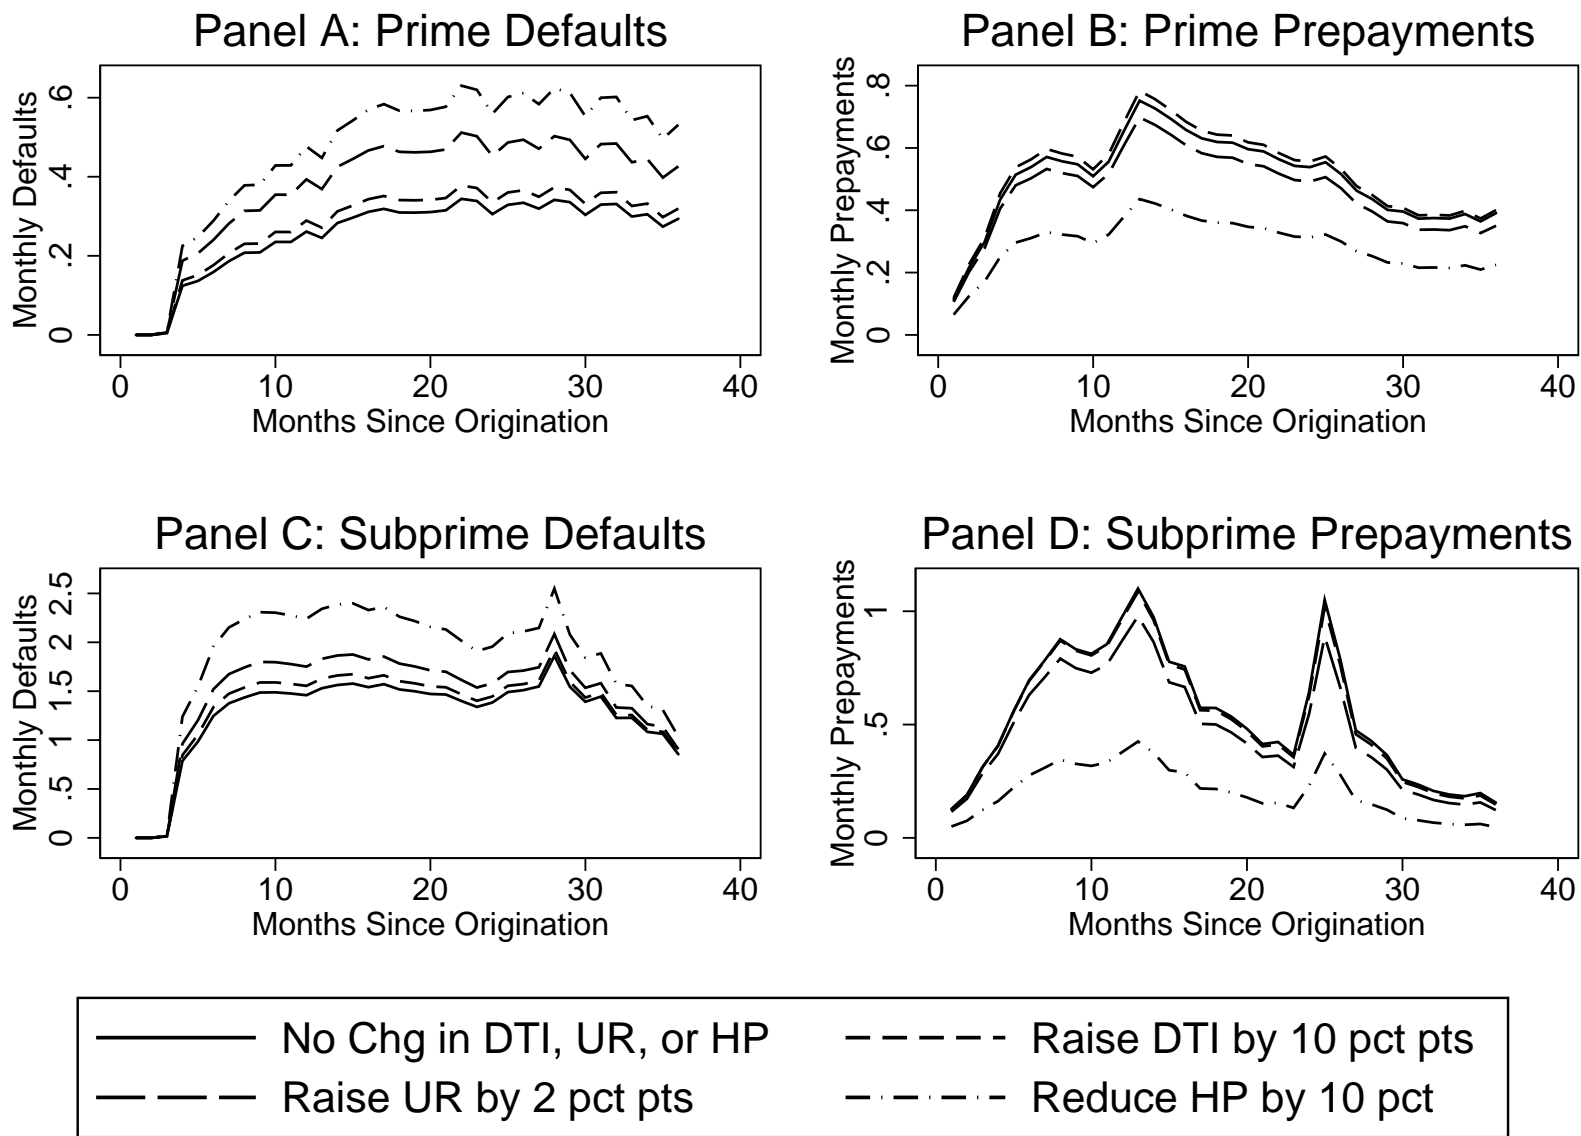 Panel A: Prime Defaults
Monthly Defaults
.6
.4
.2
0
0 10 20 30 40
Months Since Origination
Panel B: Prime Prepayments
Monthly Prepayments
.8
.6
.4
.2
0
0 10 20 30 40
Months Since Origination
Panel C: Subprime Defaults
Monthly Defaults
2.5
2
1.5
1
.5
0
0 10 20 30 40
Months Since Origination
Panel D: Subprime Prepayments
Monthly Prepayments
1
.5
0
0 10 20 30 40
Months Since Origination
No Chg in DTI, UR, or HP
Raise DTI by 10 pct pts
Raise UR by 2 pct pts
Reduce HP by 10 pct